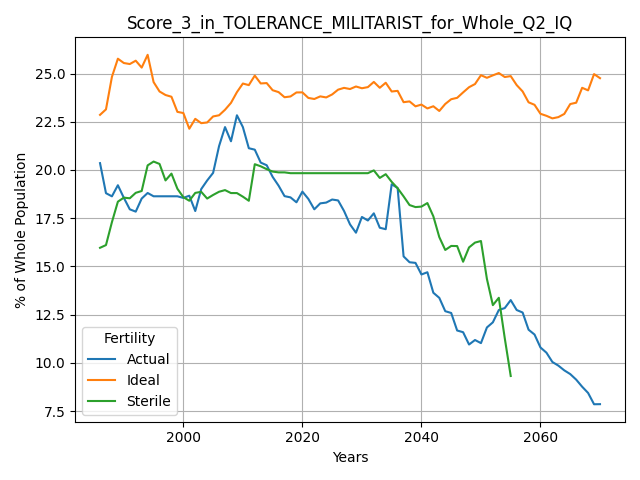 Score_3_in_TOLERANCE_MILITARIST_for_Whole_Q2_IQ
% of Whole Population
25.0
22.5
20.0
17.5
15.0
12.5
10.0
7.5
Fertility
Actual
Ideal
Sterile
2000
2020
2040
2060
Years